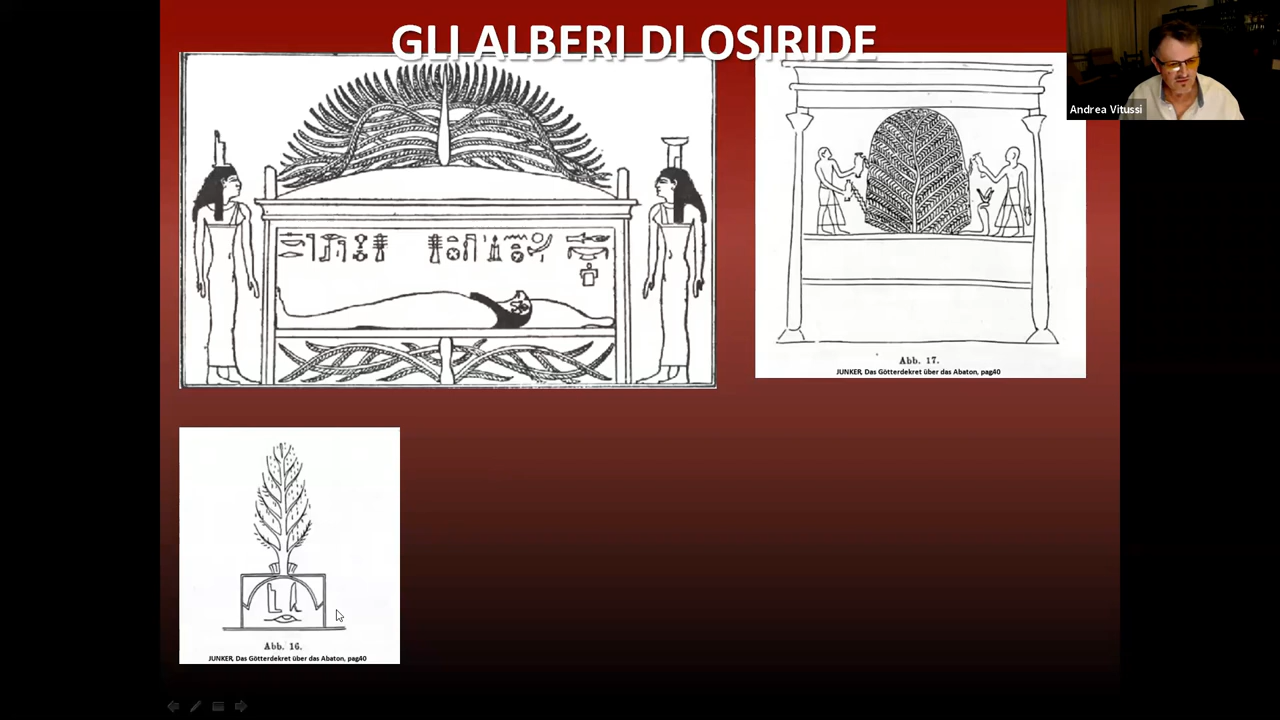 GLI ALBERI DI OSIRIDE
Andrea Vitussi
Abb. 17.
JUNKER, Das Götterdekret über das Abaton, pag40
Abb. 16.
JUNKER, Das Götterdekret über das Abaton, pag40